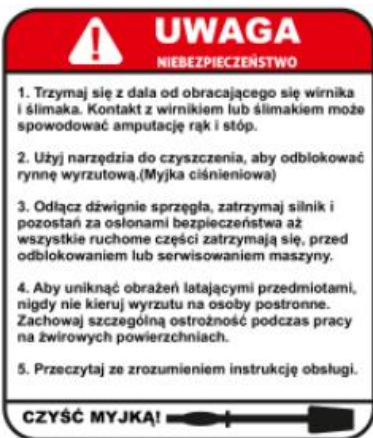 UWAGA
NIEBEZPIECZEŃSTWO
1. Trzymaj się z dala od obracającego się wirnika
i ślimaka. Kontakt z wirnikiem lub ślimakiem może
spowodować amputację rąk i stóp.
2. Użyj narzędzia do czyszczenia, aby odblokować
rynnę wyrzutową.(Myjka ciśnieniowa)
3. Odłącz dźwignie sprzęgła, zatrzymaj silnik i
pozostań za osłonami bezpieczeństwa aż
wszystkie ruchome części zatrzymają się, przed
odblokowaniem lub serwisowaniem maszyny.
4. Aby uniknąć obrażeń latającymi przedmiotami,
nigdy nie kieruj wyrzutu na osoby postronne.
Zachowaj szczególną ostrożność podczas pracy
na żwirowych powierzchniach.
5. Przeczytaj ze zrozumieniem instrukcję obsługi.
CZYŚĆ MYJKĄ!